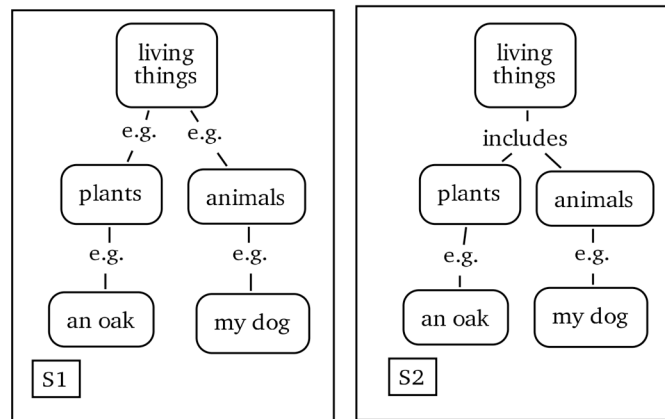 living
things
e.g.
e.g.
plants
animals
e.g.
e.g.
an oak
my dog
S1
living
things
includes
plants
animals
e.g.
e.g.
an oak
my dog
S2